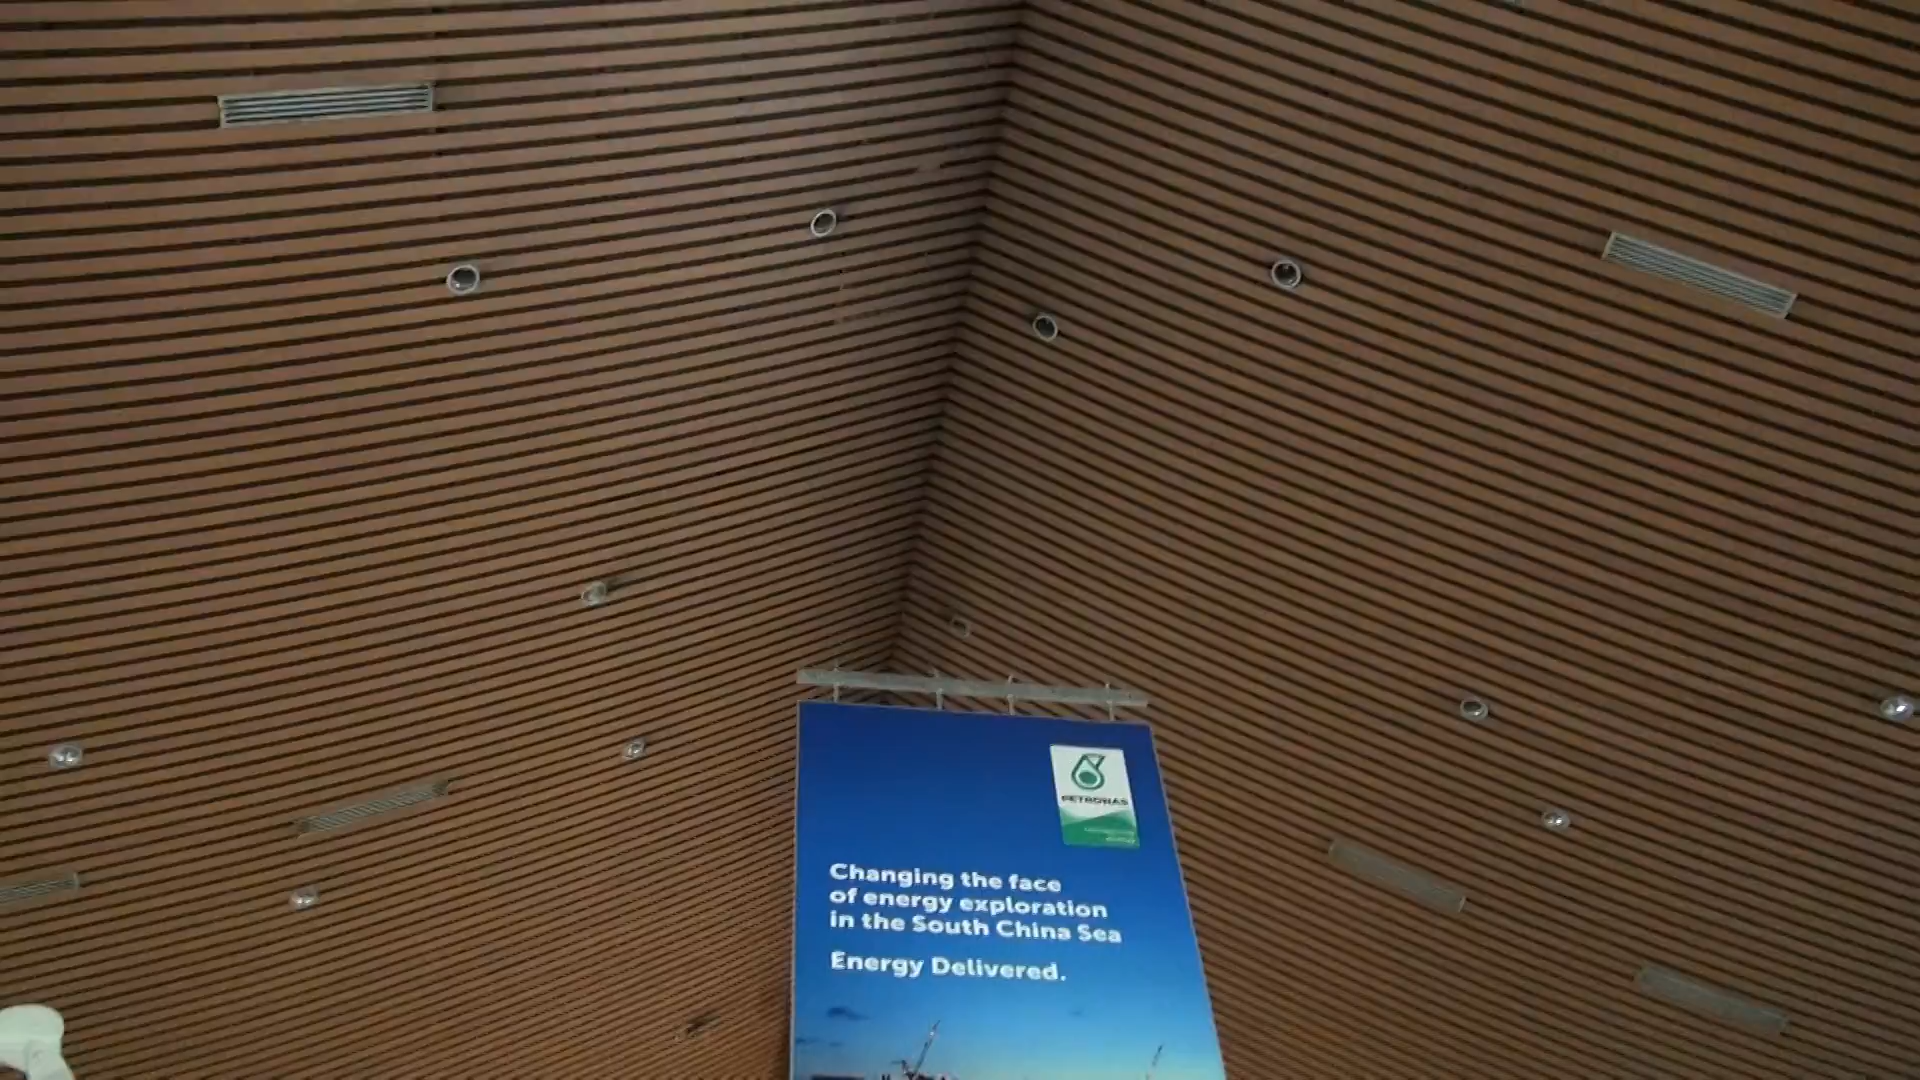 PETRONAS
Changing the face
of energy exploration
in the South China Sea
Energy Delivered.